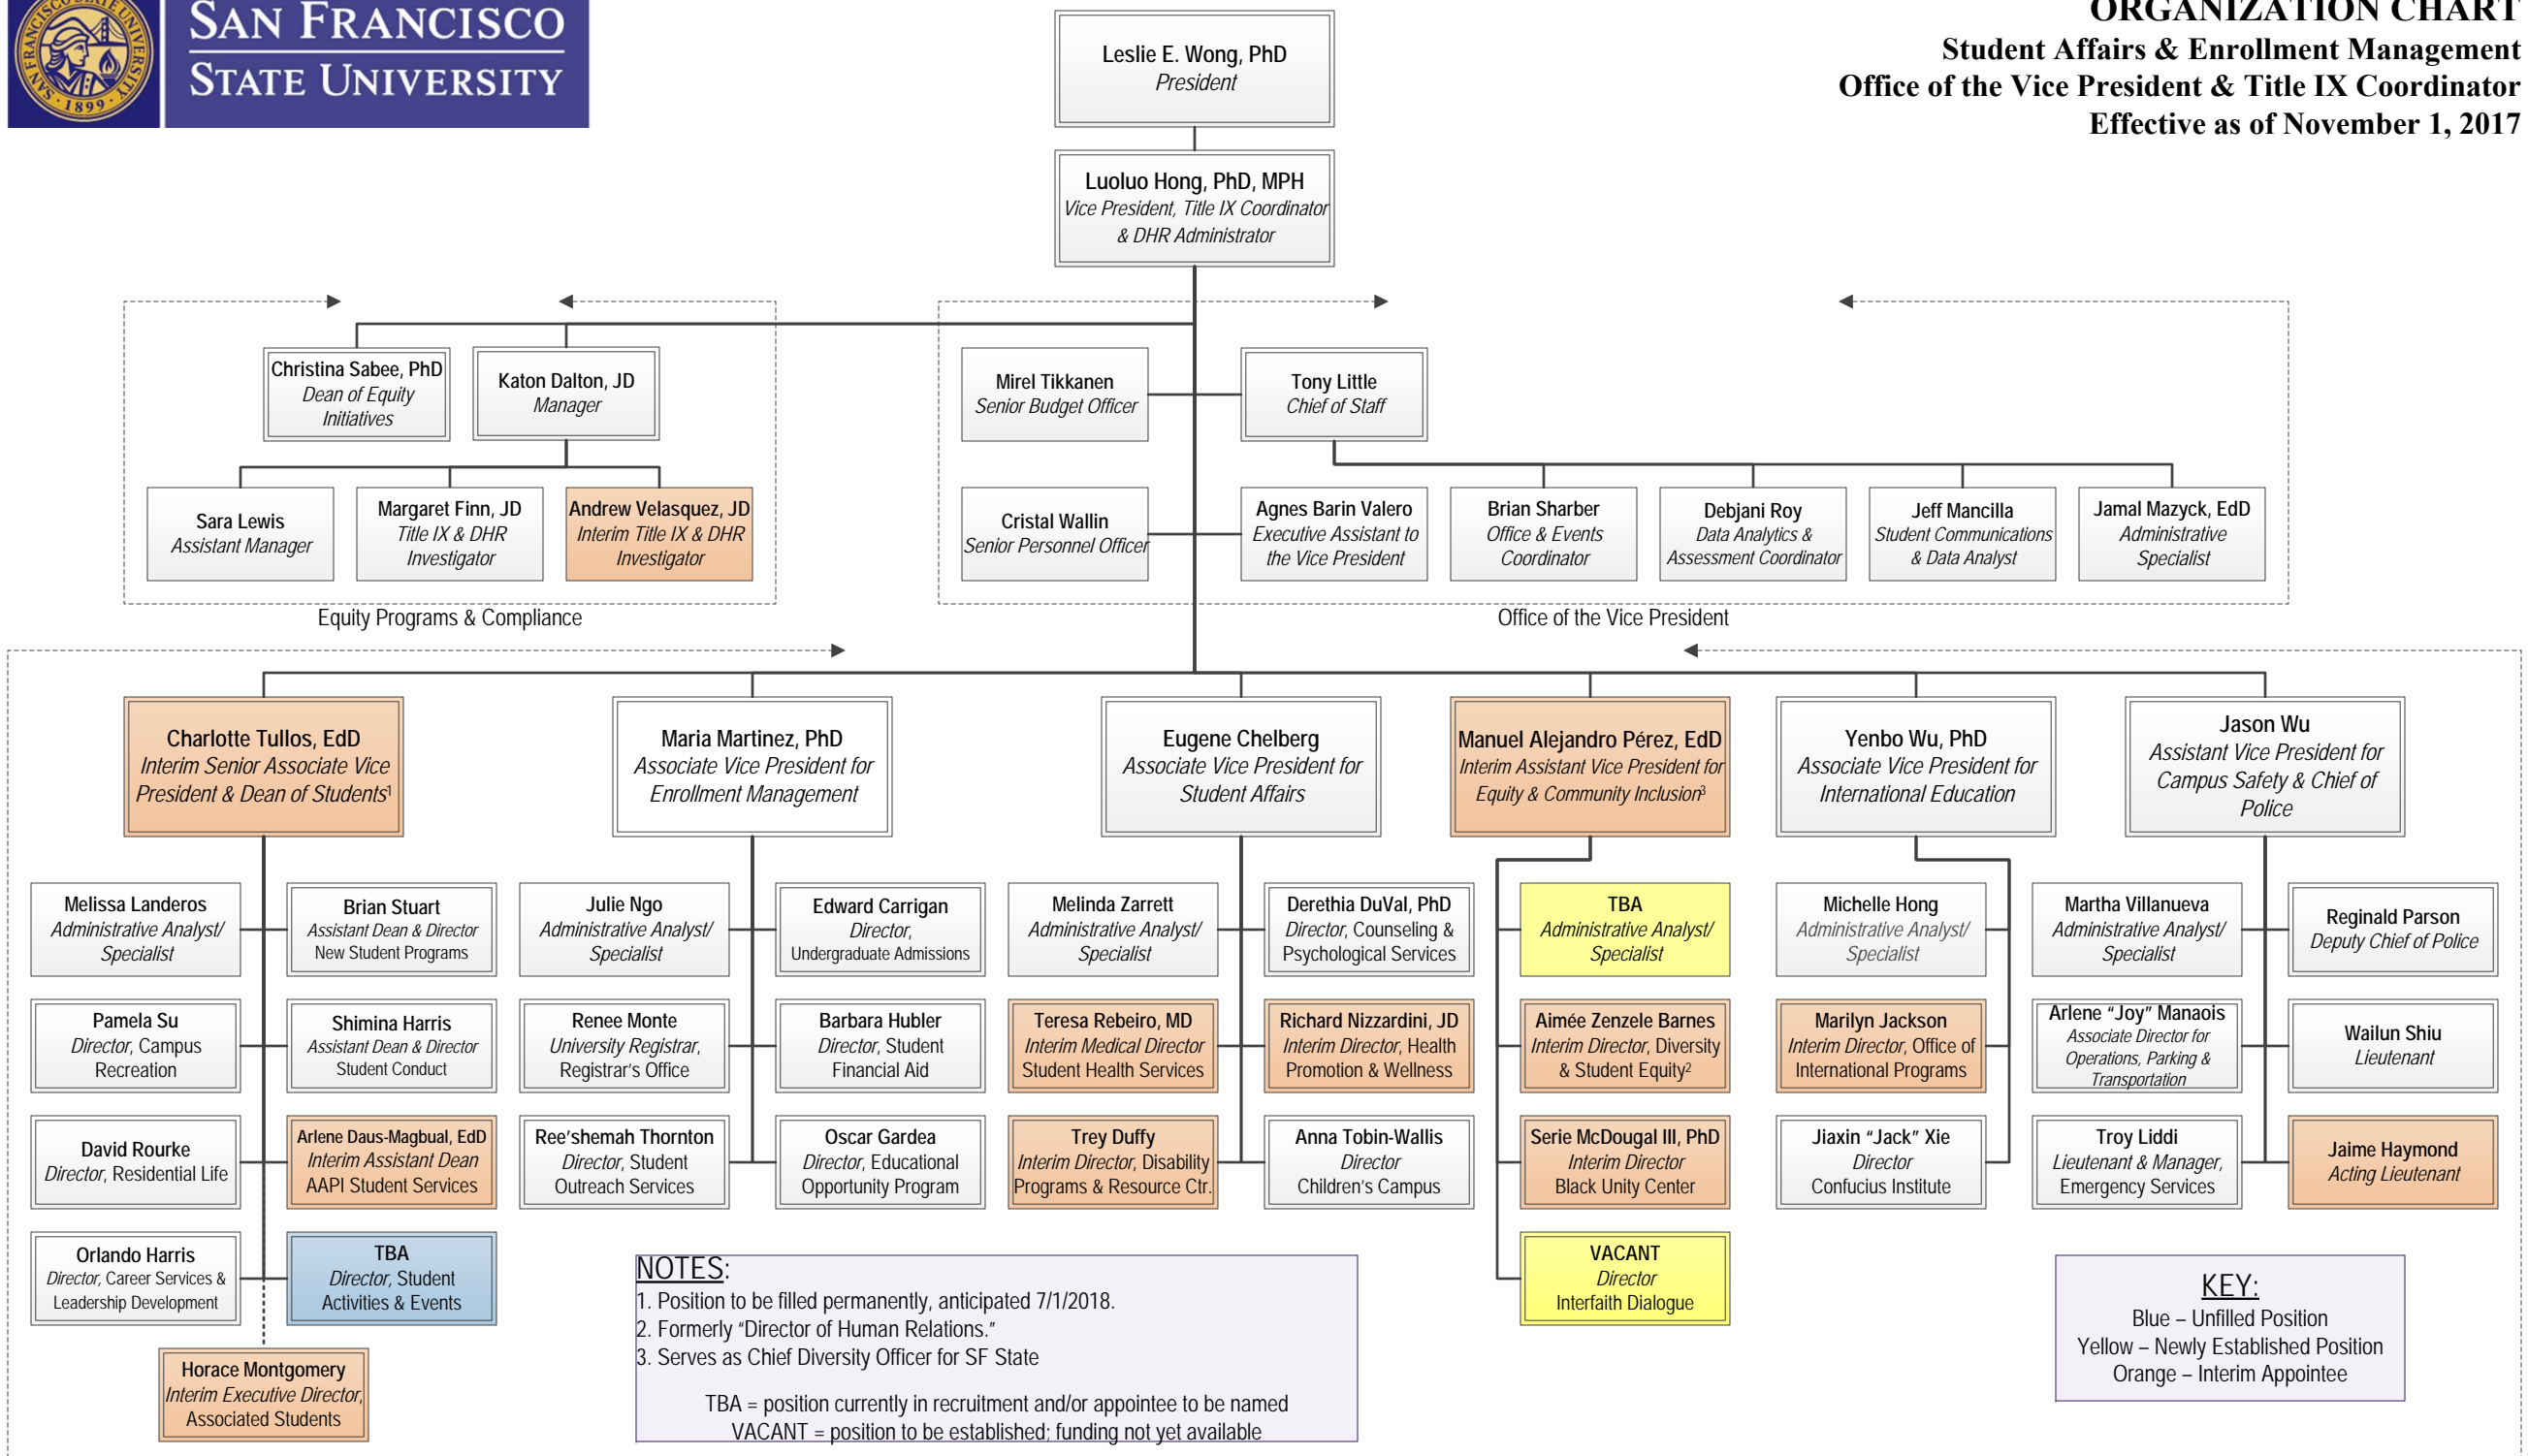 SAN FRANCISCO STATE UNIVERSITY
1899
SAN FRANCISCO
STATE UNIVERSITY
ORGANIZATION CHART
Student Affairs & Enrollment Management
Office of the Vice President & Title IX Coordinator
Effective as of November 1, 2017
Leslie E. Wong, PhD
President
Luoluo Hong, PhD, MPH
Vice President, Title IX Coordinator
& DHR Administrator
Christina Sabee, PhD
Dean of Equity
Initiatives
Katon Dalton, JD
Manager
Sara Lewis
Assistant Manager
Margaret Finn, JD
Title IX & DHR
Investigator
Andrew Velasquez, JD
Interim Title IX & DHR
Investigator
Equity Programs & Compliance
Mirel Tikkanen
Senior Budget Officer
Tony Little
Chief of Staff
Cristal Wallin
Senior Personnel Officer
Agnes Barin Valero
Executive Assistant to
the Vice President
Brian Sharber
Office & Events
Coordinator
Debjani Roy
Data Analytics &
Assessment Coordinator
Jeff Mancilla
Student Communications
& Data Analyst
Jamal Mazyck, EdD
Administrative
Specialist
Office of the Vice President
Charlotte Tullos, EdD
Interim Senior Associate Vice
President & Dean of Students1
Maria Martinez, PhD
Associate Vice President for
Enrollment Management
Eugene Chelberg
Associate Vice President for
Student Affairs
Manuel Alejandro Pérez, EdD
Interim Assistant Vice President for
Equity & Community Inclusion3
Yenbo Wu, PhD
Associate Vice President for
International Education
Jason Wu
Assistant Vice President for
Campus Safety & Chief of
Police
Melissa Landeros
Administrative Analyst/
Specialist
Brian Stuart
Assistant Dean & Director
New Student Programs
Pamela Su
Director, Campus
Recreation
Shimina Harris
Assistant Dean & Director
Student Conduct
David Rourke
Director, Residential Life
Arlene Daus-Magbual, EdD
Interim Assistant Dean
AAPI Student Services
Orlando Harris
Director, Career Services &
Leadership Development
TBA
Director, Student
Activities & Events
Horace Montgomery
Interim Executive Director,
Associated Students
Julie Ngo
Administrative Analyst/
Specialist
Edward Carrigan
Director,
Undergraduate Admissions
Renee Monte
University Registrar,
Registrar's Office
Barbara Hubler
Director, Student
Financial Aid
Ree'shemah Thornton
Director, Student
Outreach Services
Oscar Gardea
Director, Educational
Opportunity Program
Melinda Zarrett
Administrative Analyst/
Specialist
Derethia DuVal, PhD
Director, Counseling &
Psychological Services
Teresa Rebeiro, MD
Interim Medical Director
Student Health Services
Richard Nizzardini, JD
Interim Director, Health
Promotion & Wellness
Trey Duffy
Interim Director, Disability
Programs & Resource Ctr.
Anna Tobin-Wallis
Director
Children's Campus
TBA
Administrative Analyst/
Specialist
Aimée Zenzele Barnes
Interim Director, Diversity
& Student Equity2
Serie McDougal III, PhD
Interim Director
Black Unity Center
VACANT
Director
Interfaith Dialogue
Michelle Hong
Administrative Analyst/
Specialist
Marilyn Jackson
Interim Director, Office of
International Programs
Jiaxin "Jack" Xie
Director
Confucius Institute
Martha Villanueva
Administrative Analyst/
Specialist
Reginald Parson
Deputy Chief of Police
Arlene "Joy" Manaois
Associate Director for
Operations, Parking &
Transportation
Wailun Shiu
Lieutenant
Troy Liddi
Lieutenant & Manager,
Emergency Services
Jaime Haymond
Acting Lieutenant
NOTES:
1. Position to be filled permanently, anticipated 7/1/2018.
2. Formerly "Director of Human Relations."
3. Serves as Chief Diversity Officer for SF State
TBA = position currently in recruitment and/or appointee to be named
VACANT = position to be established; funding not yet available
KEY:
Blue – Unfilled Position
Yellow – Newly Established Position
Orange – Interim Appointee